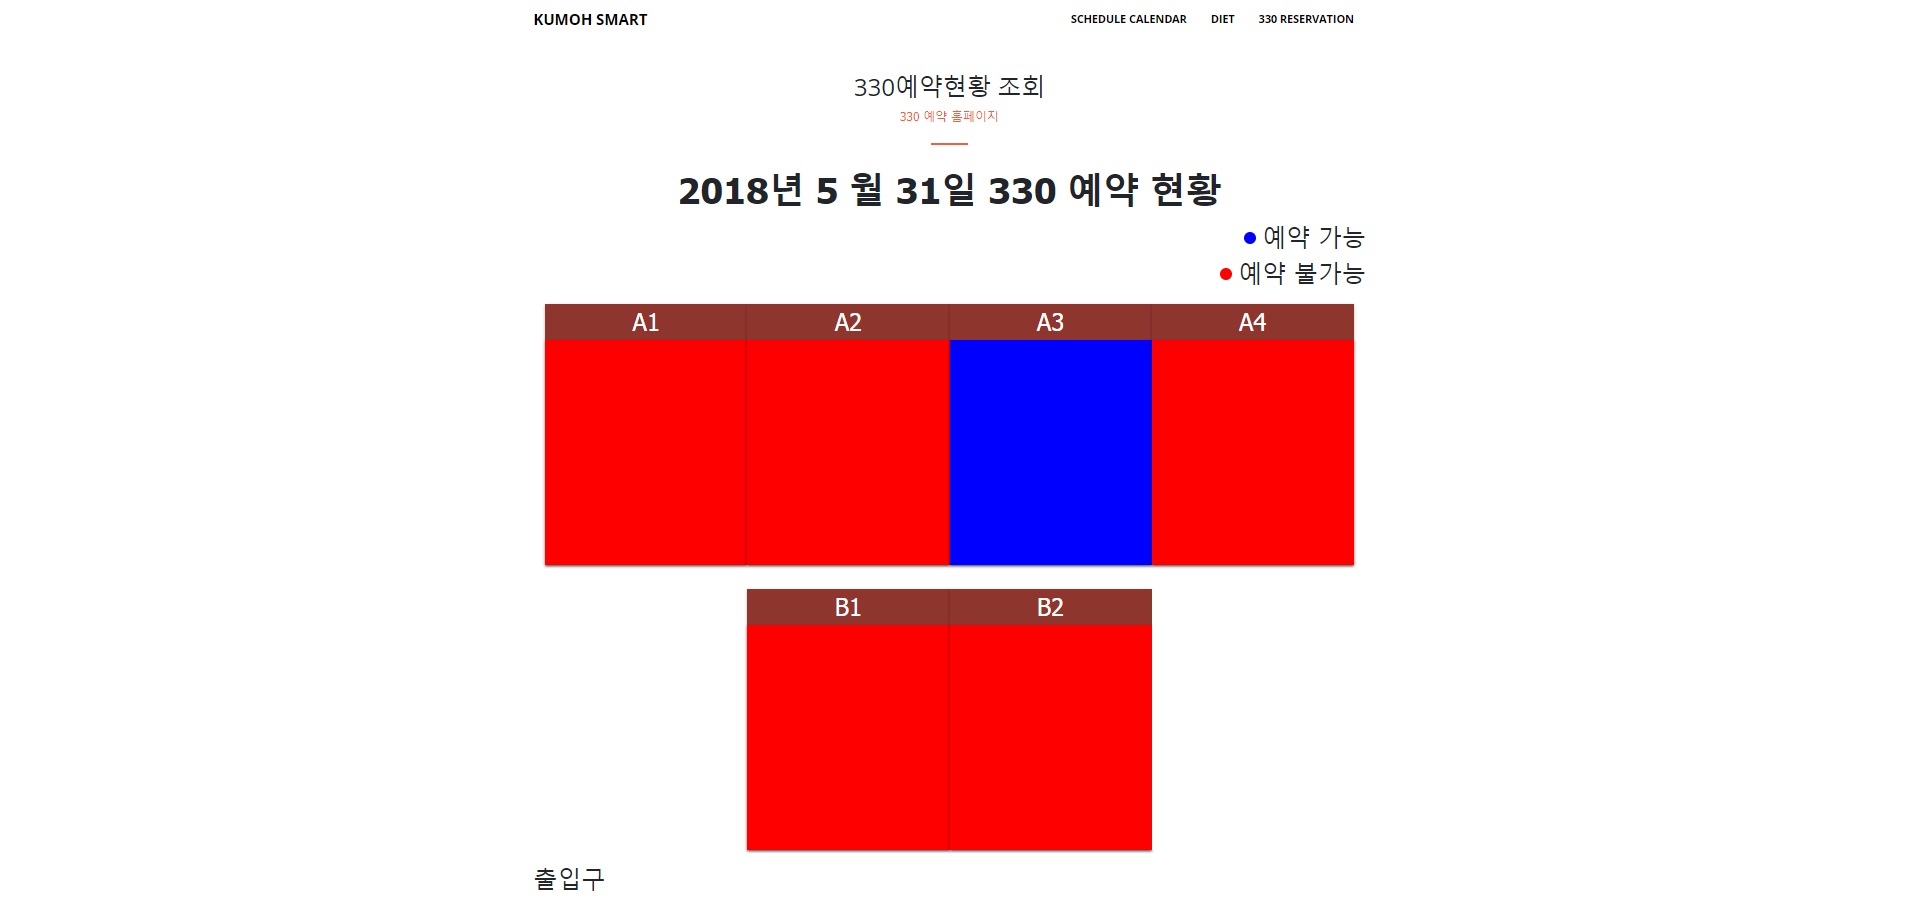 KUMOH SMART SCHEDULE CALENDAR DIET 330 RESERVATION
330예약현황 조회
330 예약 홈페이지
2018년 5 월 31일 330 예약 현황
예약 가능
예약 불가능
A1 A2 A3 A4
B1 B2
출입구